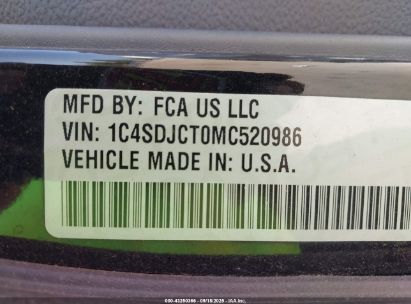 MFD BY: FCA US LLC
VIN: 1C4SDJCT0MC520986
VEHICLE MADE IN: U.S.A.